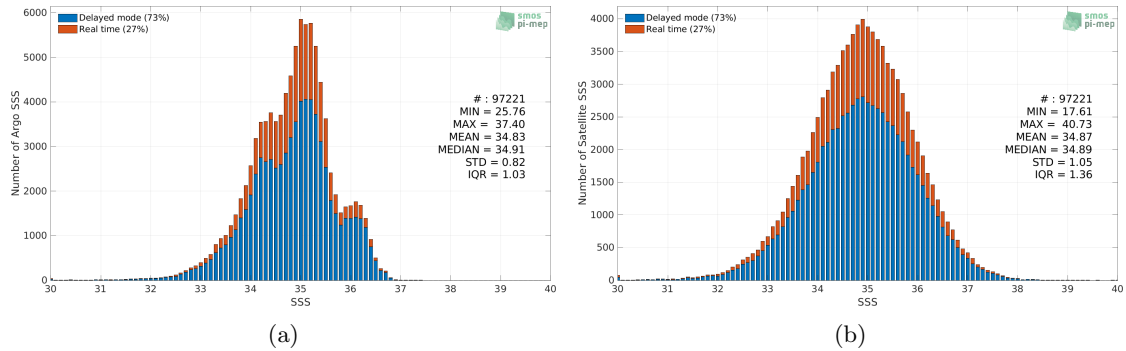 Delayed mode (73%)
Real time (27%)
smos
pi-mep
Number of Argo SSS
6000
5000
4000
3000
2000
1000
0
# : 97221
MIN = 25.76
MAX = 37.40
MEAN = 34.83
MEDIAN = 34.91
STD = 0.82
IQR = 1.03
30 31 32 33 34 35 36 37 38 39 40
SSS
(a)
Delayed mode (73%)
Real time (27%)
smos
pi-mep
Number of Satellite SSS
4000
3500
3000
2500
2000
1500
1000
500
0
# : 97221
MIN = 17.61
MAX = 40.73
MEAN = 34.87
MEDIAN = 34.89
STD = 1.05
IQR = 1.36
30 31 32 33 34 35 36 37 38 39 40
SSS
(b)